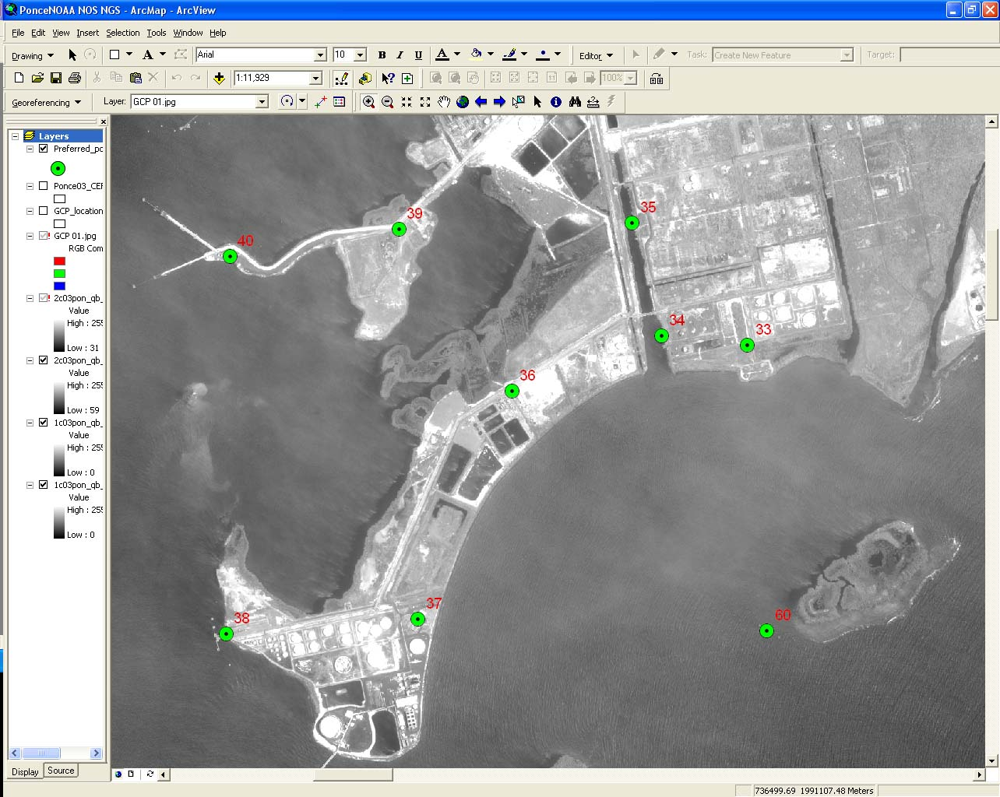 PonceNOAA NOS NGS - ArcMap - ArcView
File Edit View Insert Selection Tools Window Help
Drawing A Arial 10 B I U A Editor Task: Create New Feature Target:
1:11,929 1:1 100%
Georeferencing Layer: GCP 01.jpg
Layers
Preferred_po
Ponce03_CEF
GCP_location
GCP 01.jpg
RGB Com
2c03pon_qb_
Value
High : 255
Low : 31
2c03pon_qb_
Value
High : 255
Low : 59
1c03pon_qb_
Value
High : 255
Low : 0
1c03pon_qb_
Value
High : 255
Low : 0
39
35
40
34
33
36
37
38
60
Display Source
736499.69 1991107.48 Meters